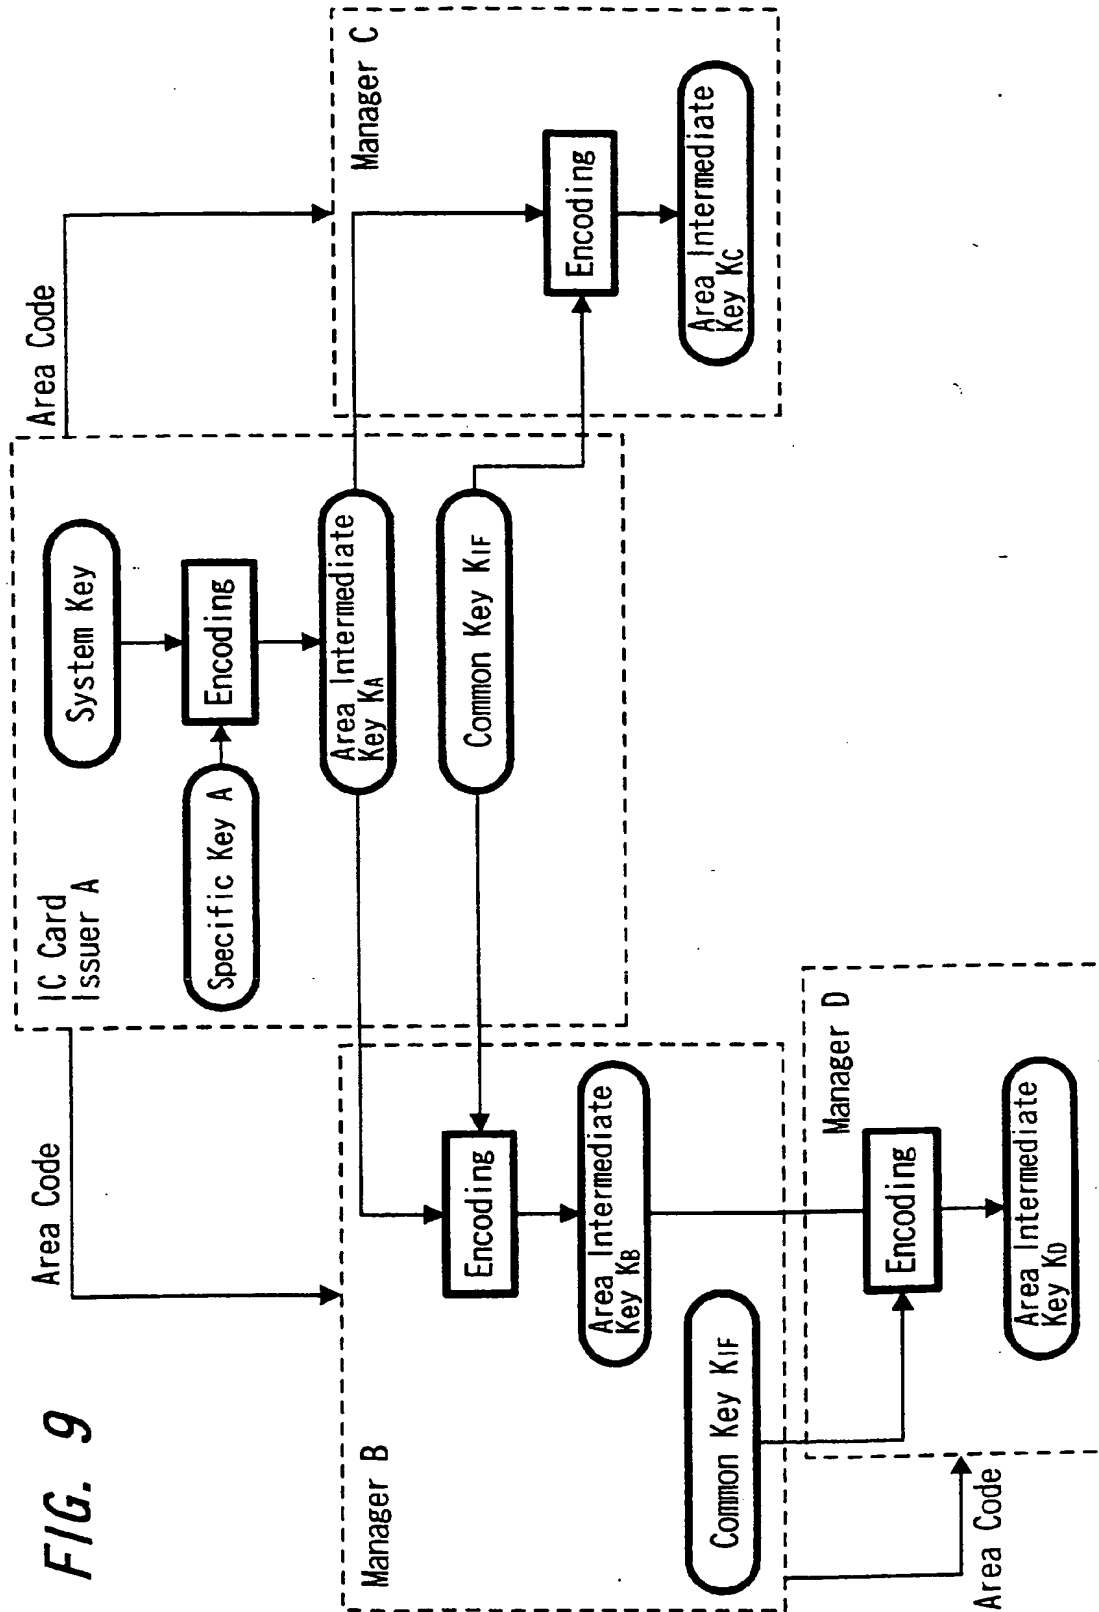 FIG. 9
IC Card
Issuer A
System Key
Specific Key A
Encoding
Area Intermediate
Key KA
Common Key KIF
Area Code
Area Code
Manager B
Encoding
Area Intermediate
Key KB
Common Key KIF
Manager C
Encoding
Area Intermediate
Key KC
Area Code
Manager D
Encoding
Area Intermediate
Key KD